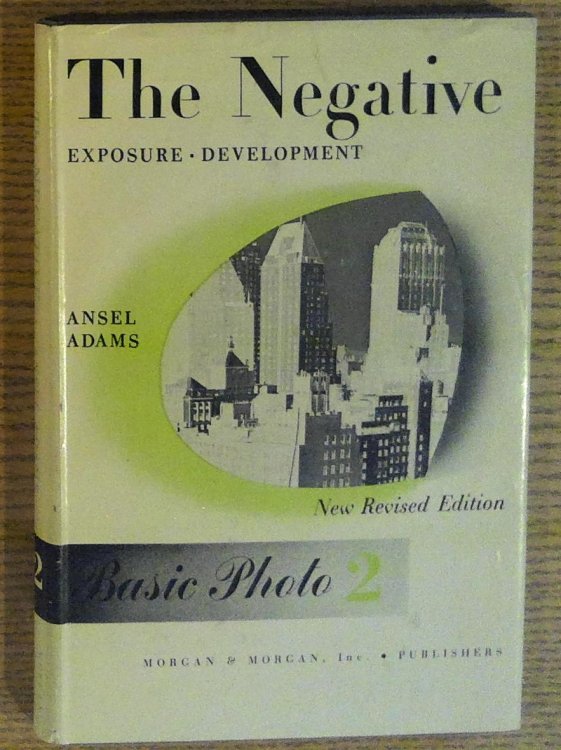 The Negative
EXPOSURE · DEVELOPMENT
ANSEL
ADAMS
New Revised Edition
2
Basic Photo 2
MORGAN & MORGAN, Inc. • PUBLISHERS